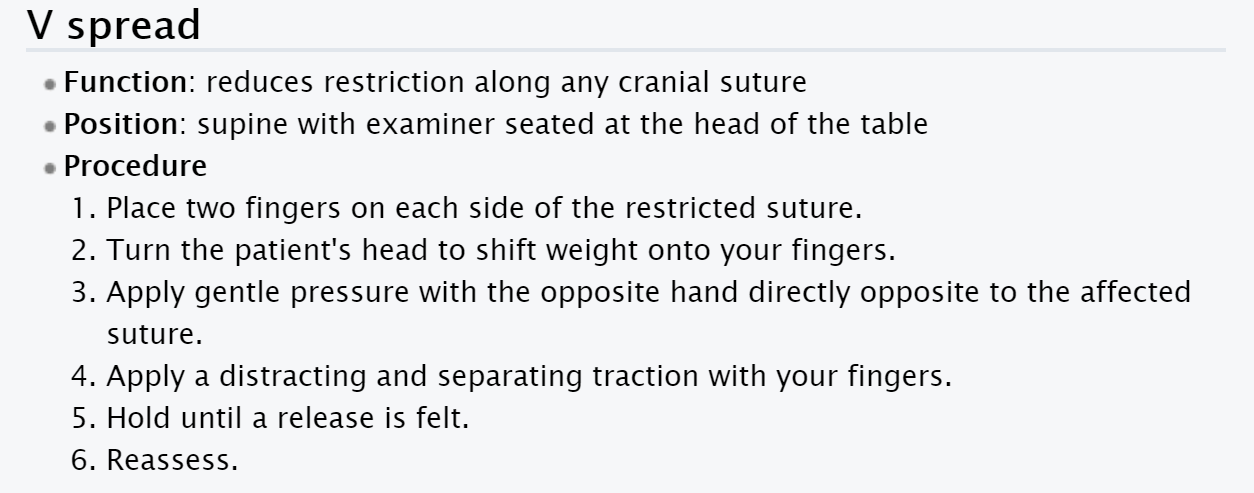 V spread
Function: reduces restriction along any cranial suture
Position: supine with examiner seated at the head of the table
Procedure
1. Place two fingers on each side of the restricted suture.
2. Turn the patient's head to shift weight onto your fingers.
3. Apply gentle pressure with the opposite hand directly opposite to the affected
suture.
4. Apply a distracting and separating traction with your fingers.
5. Hold until a release is felt.
6. Reassess.